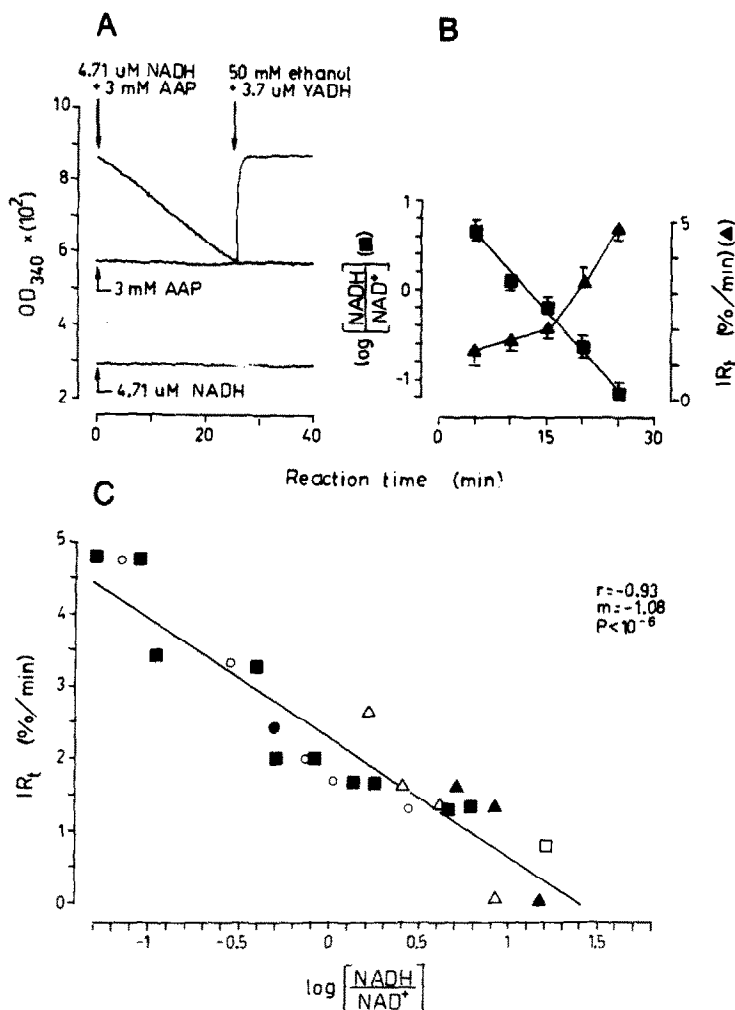 A
4.71 uM NADH
+ 3 mM AAP
50 mM ethanol
+ 3.7 uM YADH
10
8
6
4
2
OD340 × (10²)
3 mM AAP
4.71 uM NADH
0
20
40
B
1
0
-1
log [NADH/NAD+] (■)
5
0
IRt (%/min) (▲)
0
15
30
Reaction time (min)
C
5
4
3
2
1
0
IRt (%/min)
r=-0.93
m=-1.08
P<10⁻⁶
-1
-0.5
0
0.5
1
1.5
log [NADH/NAD+]